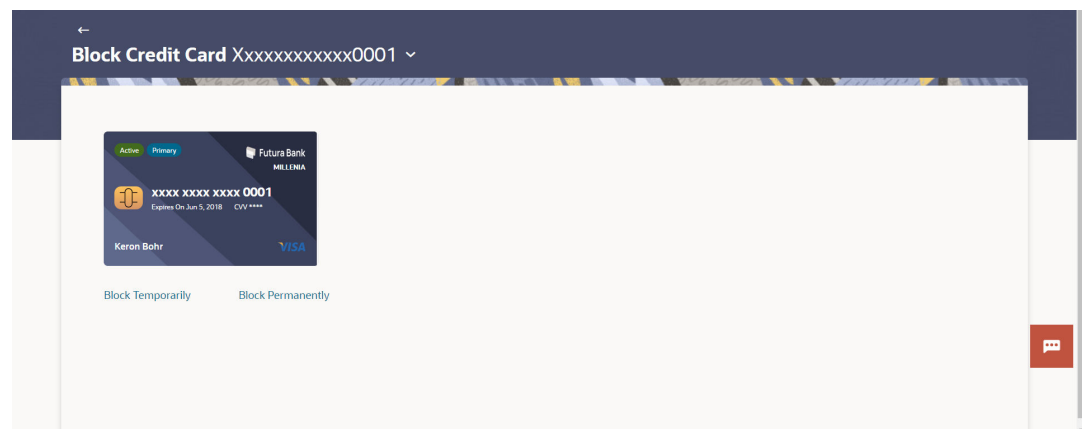 Block Credit Card Xxxxxxxxxxxx0001
Active Primary
Futura Bank
MILLENIA
xxxx xxxx xxxx 0001
Expires On Jun 5, 2018 CVV ****
Keron Bohr
VISA
Block Temporarily Block Permanently